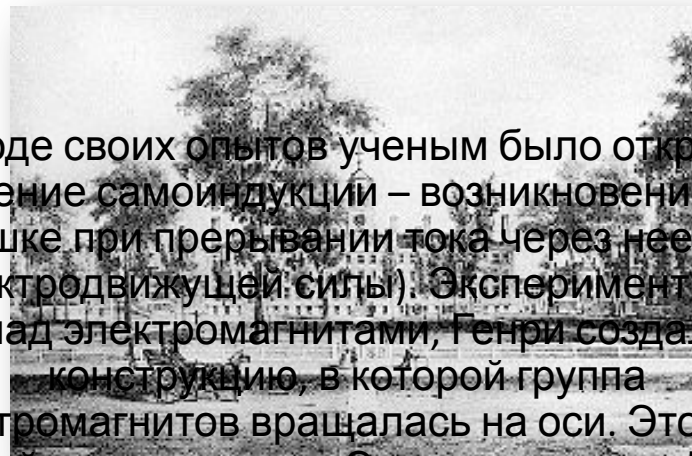 оде своих опытов ученым было откр
ение самоиндукции – возникновени
шке при прерывании тока через нее
ктродвижущей силы). Эксперимент
над электромагнитами, Генри создал
конструкцию, в которой группа
тромагнитов вращалась на оси. Это